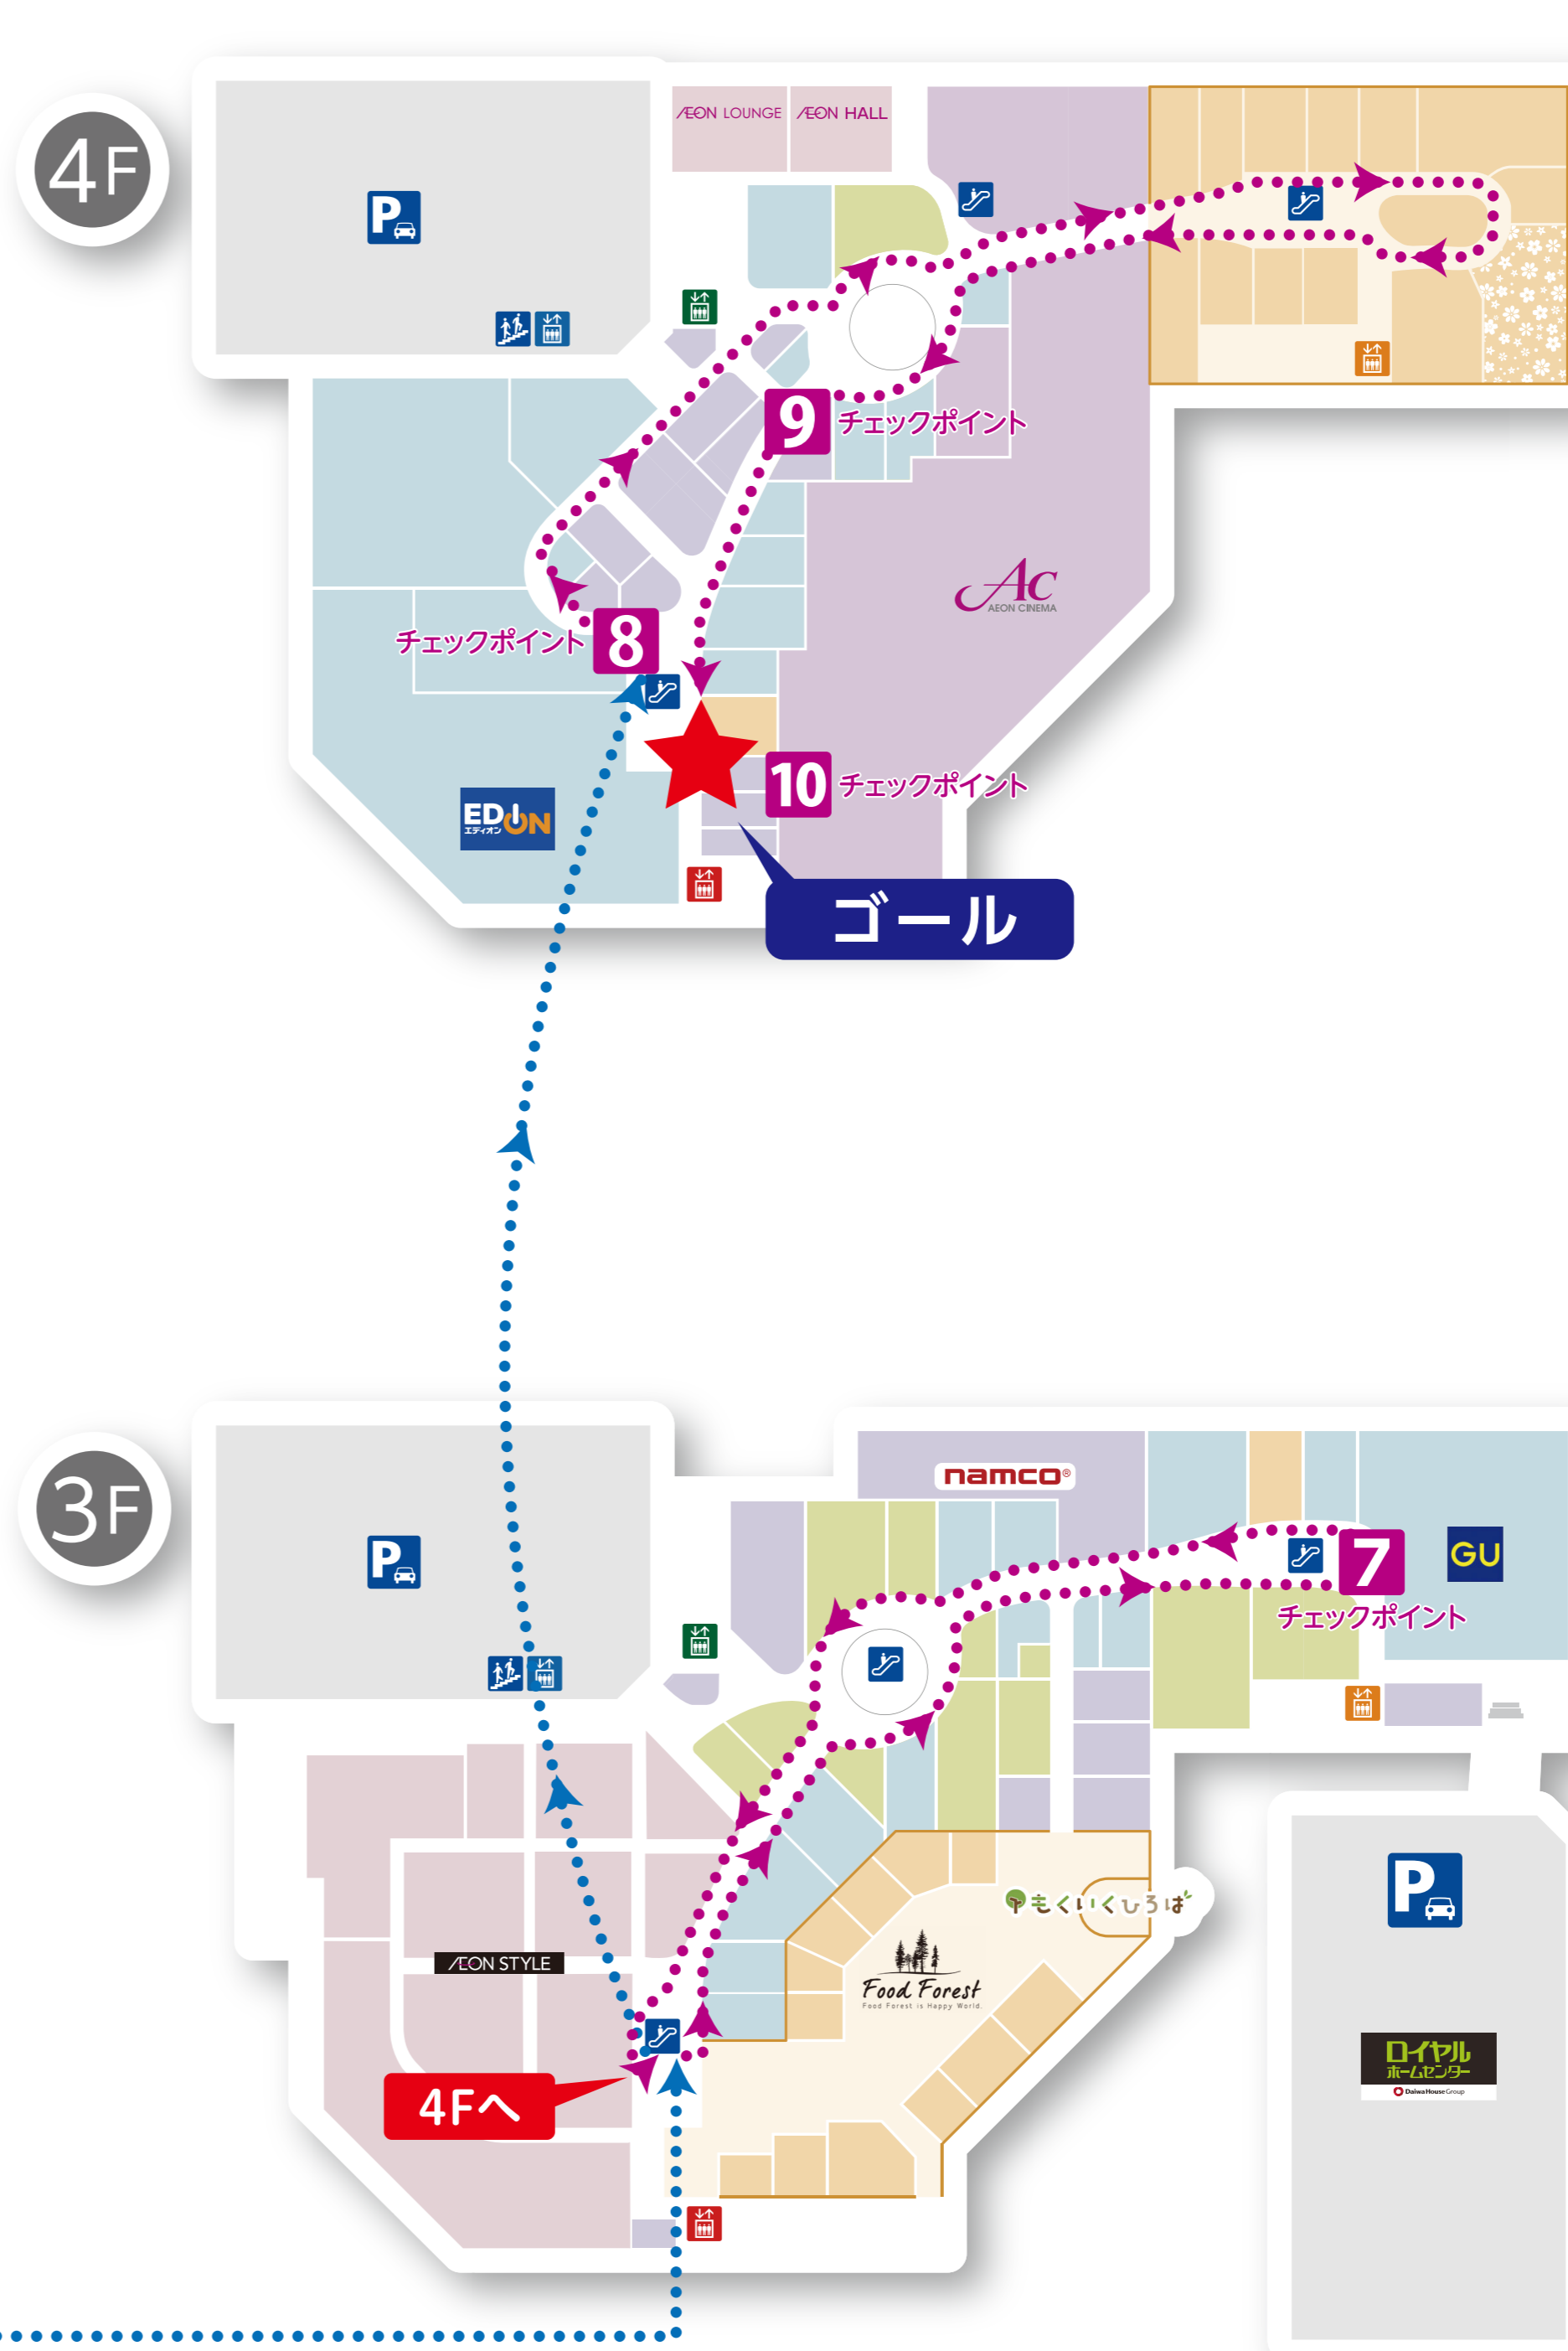 4F
ÆON LOUNGE
ÆON HALL
P
9 チェックポイント
AC
AEON CINEMA
チェックポイント 8
10 チェックポイント
EDION
エディオン
ゴール
3F
namco®
P
7
GU
チェックポイント
もくいくひろば
P
ÆON STYLE
Food Forest
Food Forest is Happy World.
ロイヤル
ホームセンター
DaiwaHouse Group
4Fへ